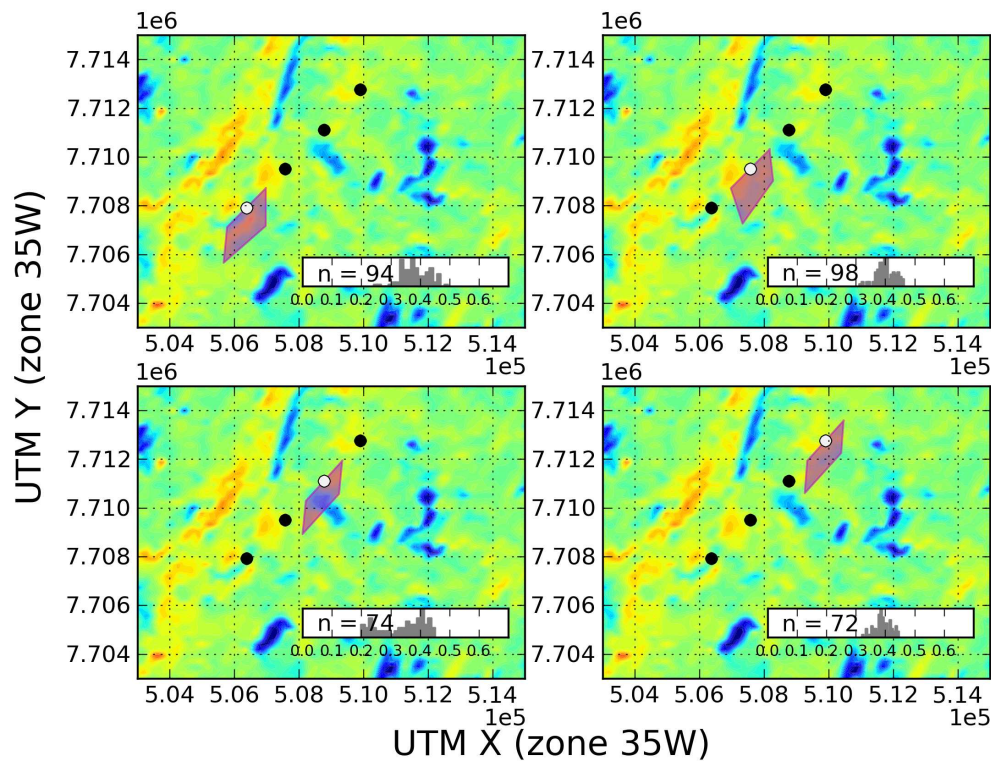 1e6 1e6
7.714 7.714
7.712 7.712
7.710 7.710
7.708 7.708
7.706 7.706
7.704 7.704
n = 94 n = 98
0.0 0.1 0.2 0.3 0.4 0.5 0.6 0.0 0.1 0.2 0.3 0.4 0.5 0.6
5.04 5.06 5.08 5.10 5.12 5.14 5.04 5.06 5.08 5.10 5.12 5.14
1e5 1e5
UTM Y (zone 35W)
1e6 1e6
7.714 7.714
7.712 7.712
7.710 7.710
7.708 7.708
7.706 7.706
7.704 7.704
n = 74 n = 72
0.0 0.1 0.2 0.3 0.4 0.5 0.6 0.0 0.1 0.2 0.3 0.4 0.5 0.6
5.04 5.06 5.08 5.10 5.12 5.14 5.04 5.06 5.08 5.10 5.12 5.14
1e5 1e5
UTM X (zone 35W)